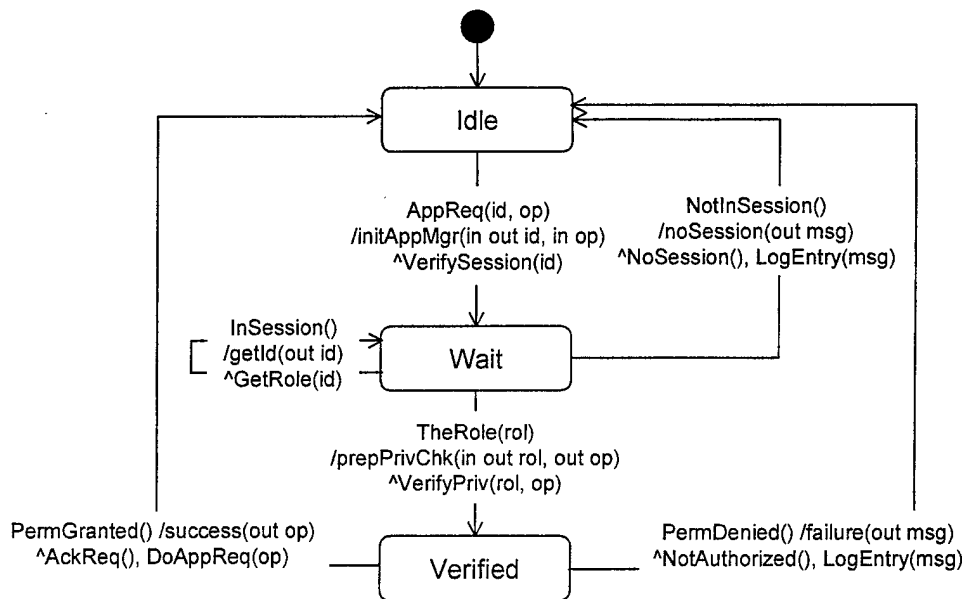 Idle
AppReq(id, op)
/initAppMgr(in out id, in op)
^VerifySession(id)
NotInSession()
/noSession(out msg)
^NoSession(), LogEntry(msg)
InSession()
/getId(out id)
^GetRole(id)
Wait
TheRole(rol)
/prepPrivChk(in out rol, out op)
^VerifyPriv(rol, op)
PermGranted() /success(out op)
^AckReq(), DoAppReq(op)
PermDenied() /failure(out msg)
^NotAuthorized(), LogEntry(msg)
Verified